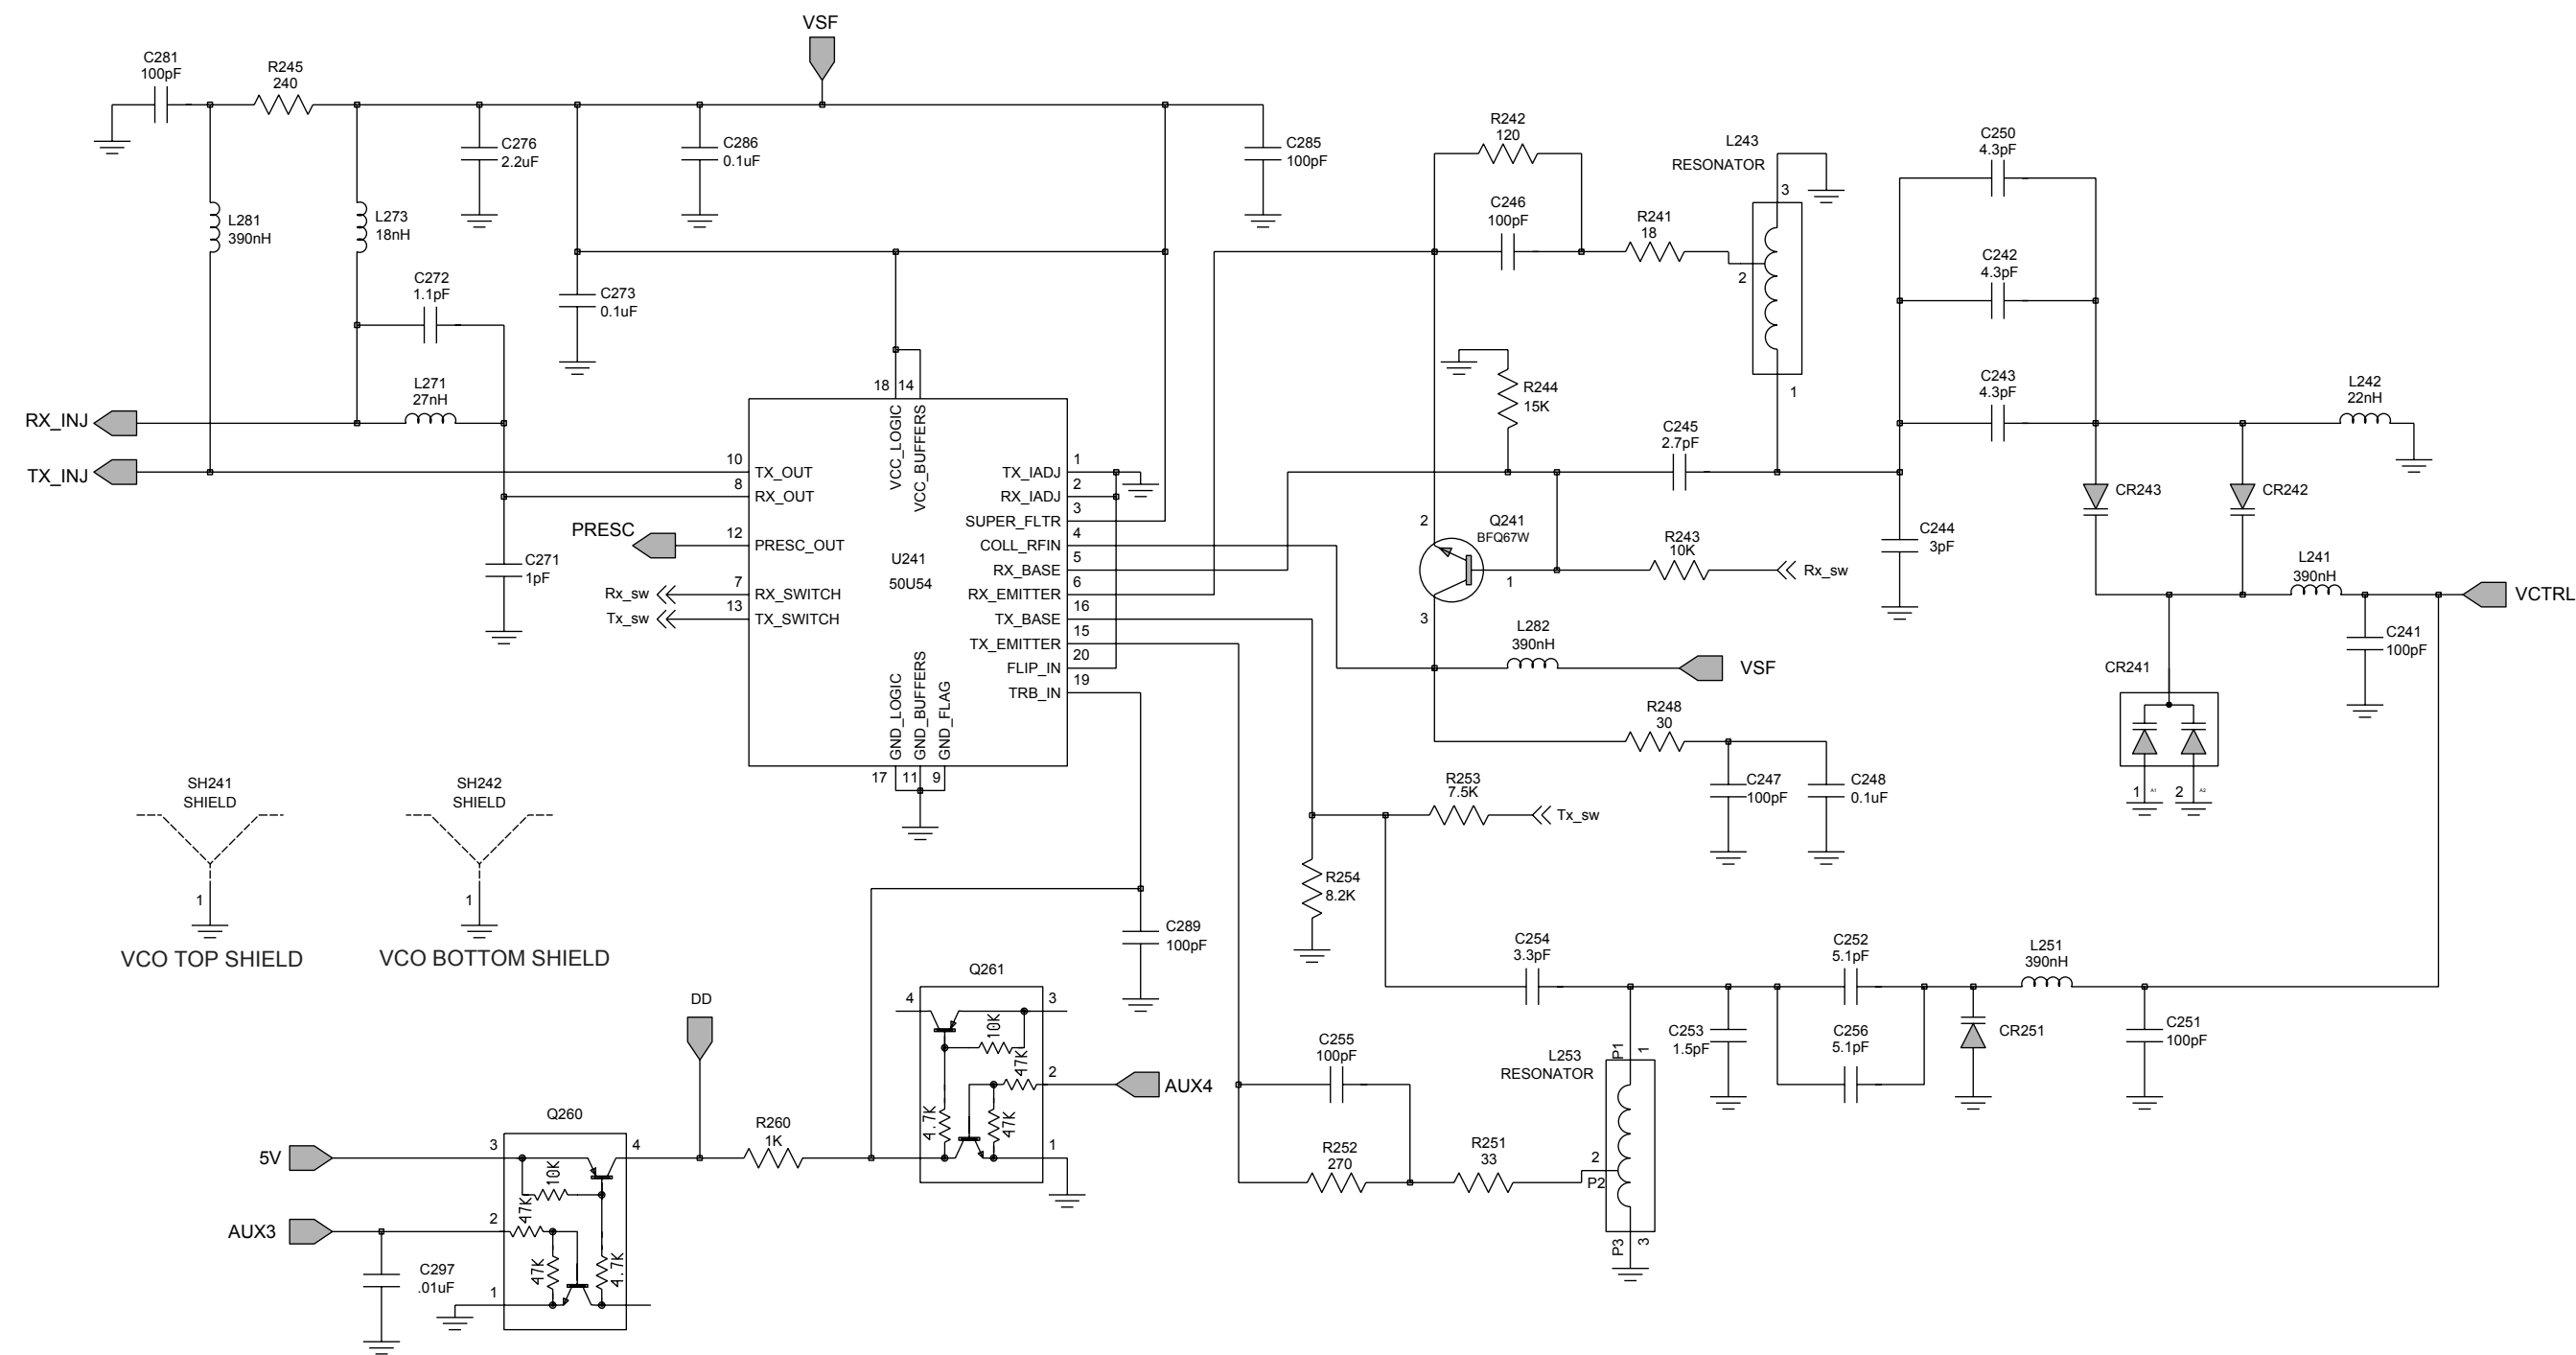 VSF
C281
100pF
R245
240
C276
2.2uF
C286
0.1uF
C285
100pF
R242
120
L243
RESONATOR
3
2
1
C250
4.3pF
C246
100pF
R241
18
L281
390nH
L273
18nH
C242
4.3pF
C272
1.1pF
C273
0.1uF
L271
27nH
RX_INJ
TX_INJ
R244
15K
C243
4.3pF
L242
22nH
C245
2.7pF
18
14
VCC_LOGIC
VCC_BUFFERS
10
TX_OUT
8
RX_OUT
12
PRESC_OUT
PRESC
7
RX_SWITCH
Rx_sw
13
TX_SWITCH
Tx_sw
U241
50U54
1
TX_IADJ
2
RX_IADJ
3
SUPER_FLTR
4
COLL_RFIN
5
RX_BASE
6
RX_EMITTER
16
TX_BASE
15
TX_EMITTER
20
FLIP_IN
19
TRB_IN
GND_LOGIC
GND_BUFFERS
GND_FLAG
17
11
9
C271
1pF
2
Q241
BFQ67W
1
3
R243
10K
Rx_sw
C244
3pF
CR243
CR242
L241
390nH
VCTRL
C241
100pF
CR241
1
A1
2
A2
L282
390nH
VSF
R248
30
C247
100pF
C248
0.1uF
R253
7.5K
Tx_sw
R254
8.2K
SH241
SHIELD
1
VCO TOP SHIELD
SH242
SHIELD
1
VCO BOTTOM SHIELD
C289
100pF
C254
3.3pF
C252
5.1pF
L251
390nH
C253
1.5pF
C256
5.1pF
CR251
C251
100pF
Q261
4
3
10K
47K
2
AUX4
4.7K
47K
1
DD
C255
100pF
L253
RESONATOR
P1
1
2
P2
P3
3
R252
270
R251
33
R260
1K
Q260
5V
3
4
10K
47K
AUX3
2
47K
4.7K
1
C297
.01uF